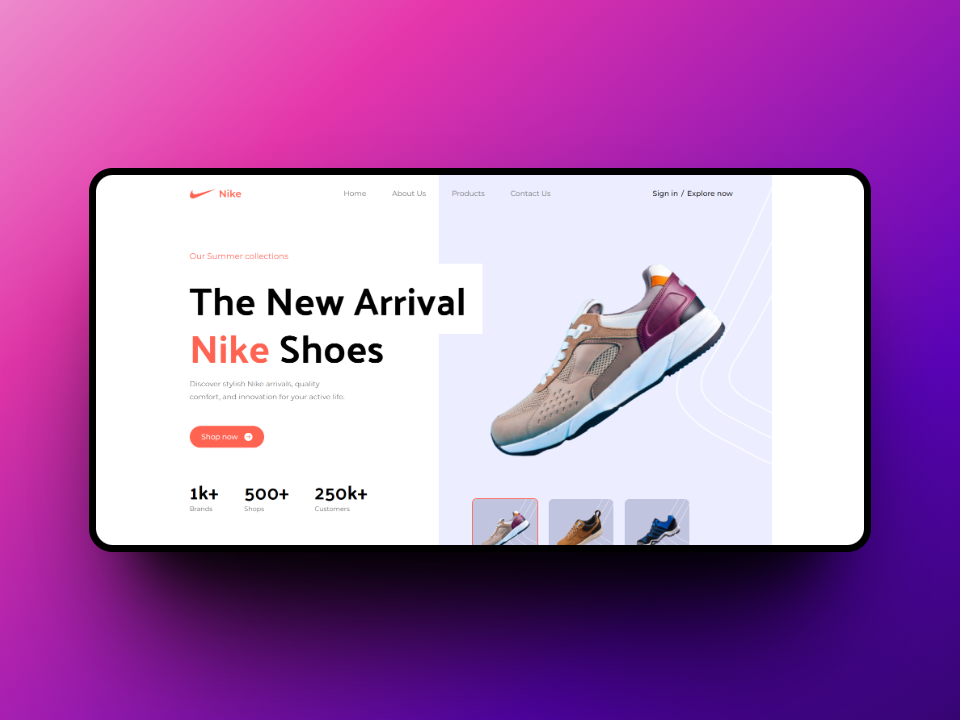 Nike
Home About Us Products Contact Us
Sign in / Explore now
Our Summer collections
The New Arrival
Nike Shoes
Discover stylish Nike arrivals, quality
comfort, and innovation for your active life.
Shop now
1k+ 500+ 250k+
Brands Shops Customers